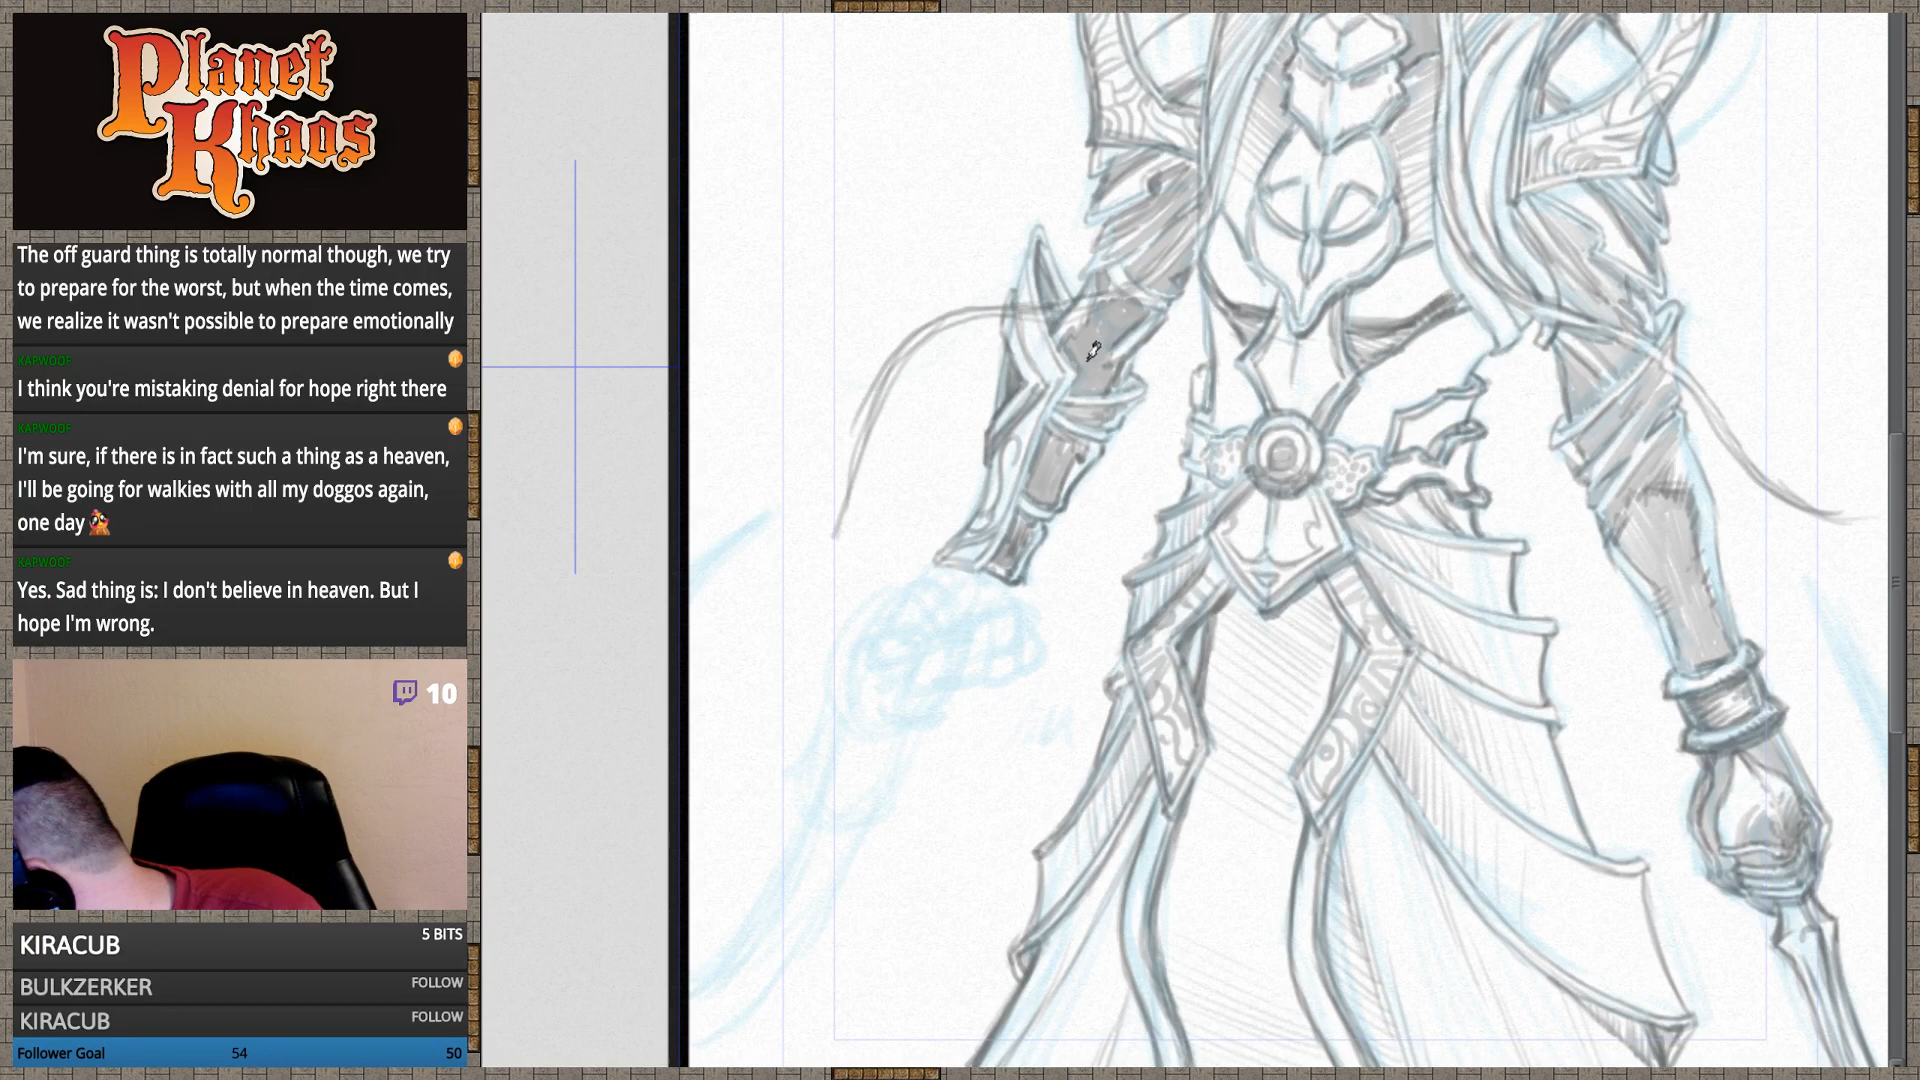 Planet
Khaos
The off guard thing is totally normal though, we try
to prepare for the worst, but when the time comes,
we realize it wasn't possible to prepare emotionally
KAPWOOF
I think you're mistaking denial for hope right there
KAPWOOF
I'm sure, if there is in fact such a thing as a heaven,
I'll be going for walkies with all my doggos again,
one day
KAPWOOF
Yes. Sad thing is: I don't believe in heaven. But I
hope I'm wrong.
10
KIRACUB 5 BITS
BULKZERKER FOLLOW
KIRACUB FOLLOW
Follower Goal 54 50